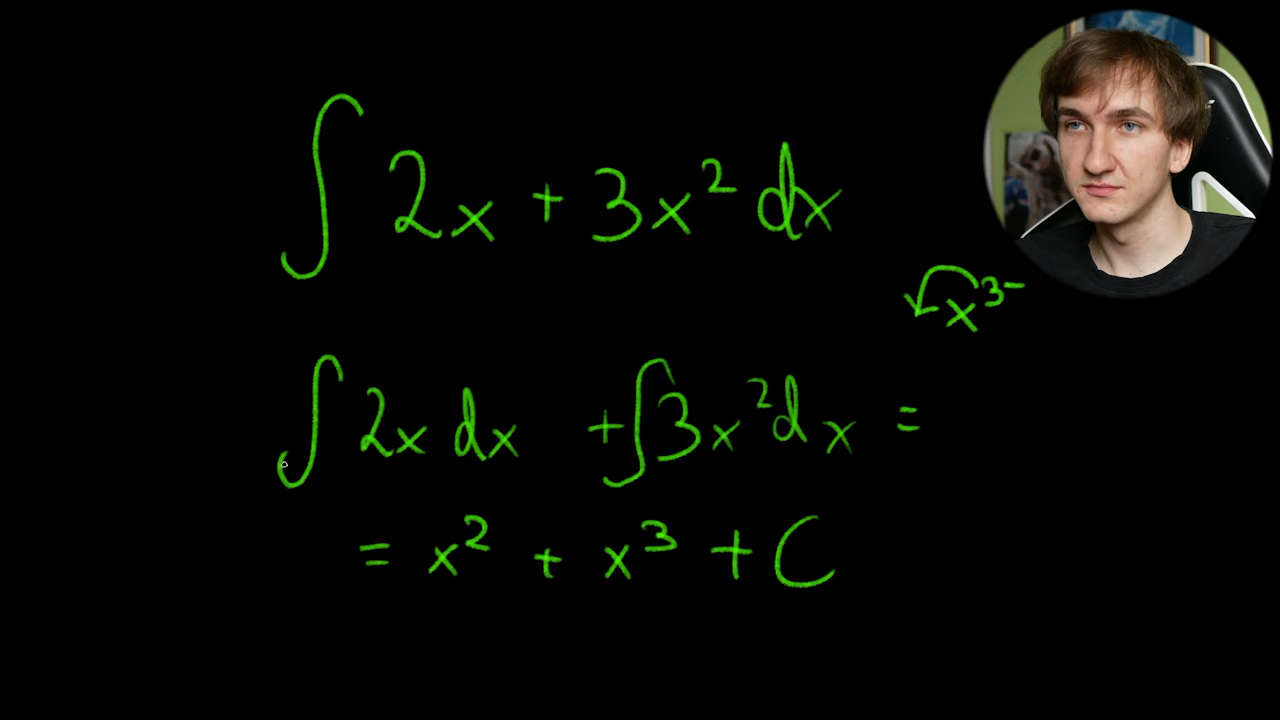 ∫ 2x + 3x² dx
x³⁻
∫ 2x dx + ∫ 3x² dx =
= x² + x³ + C